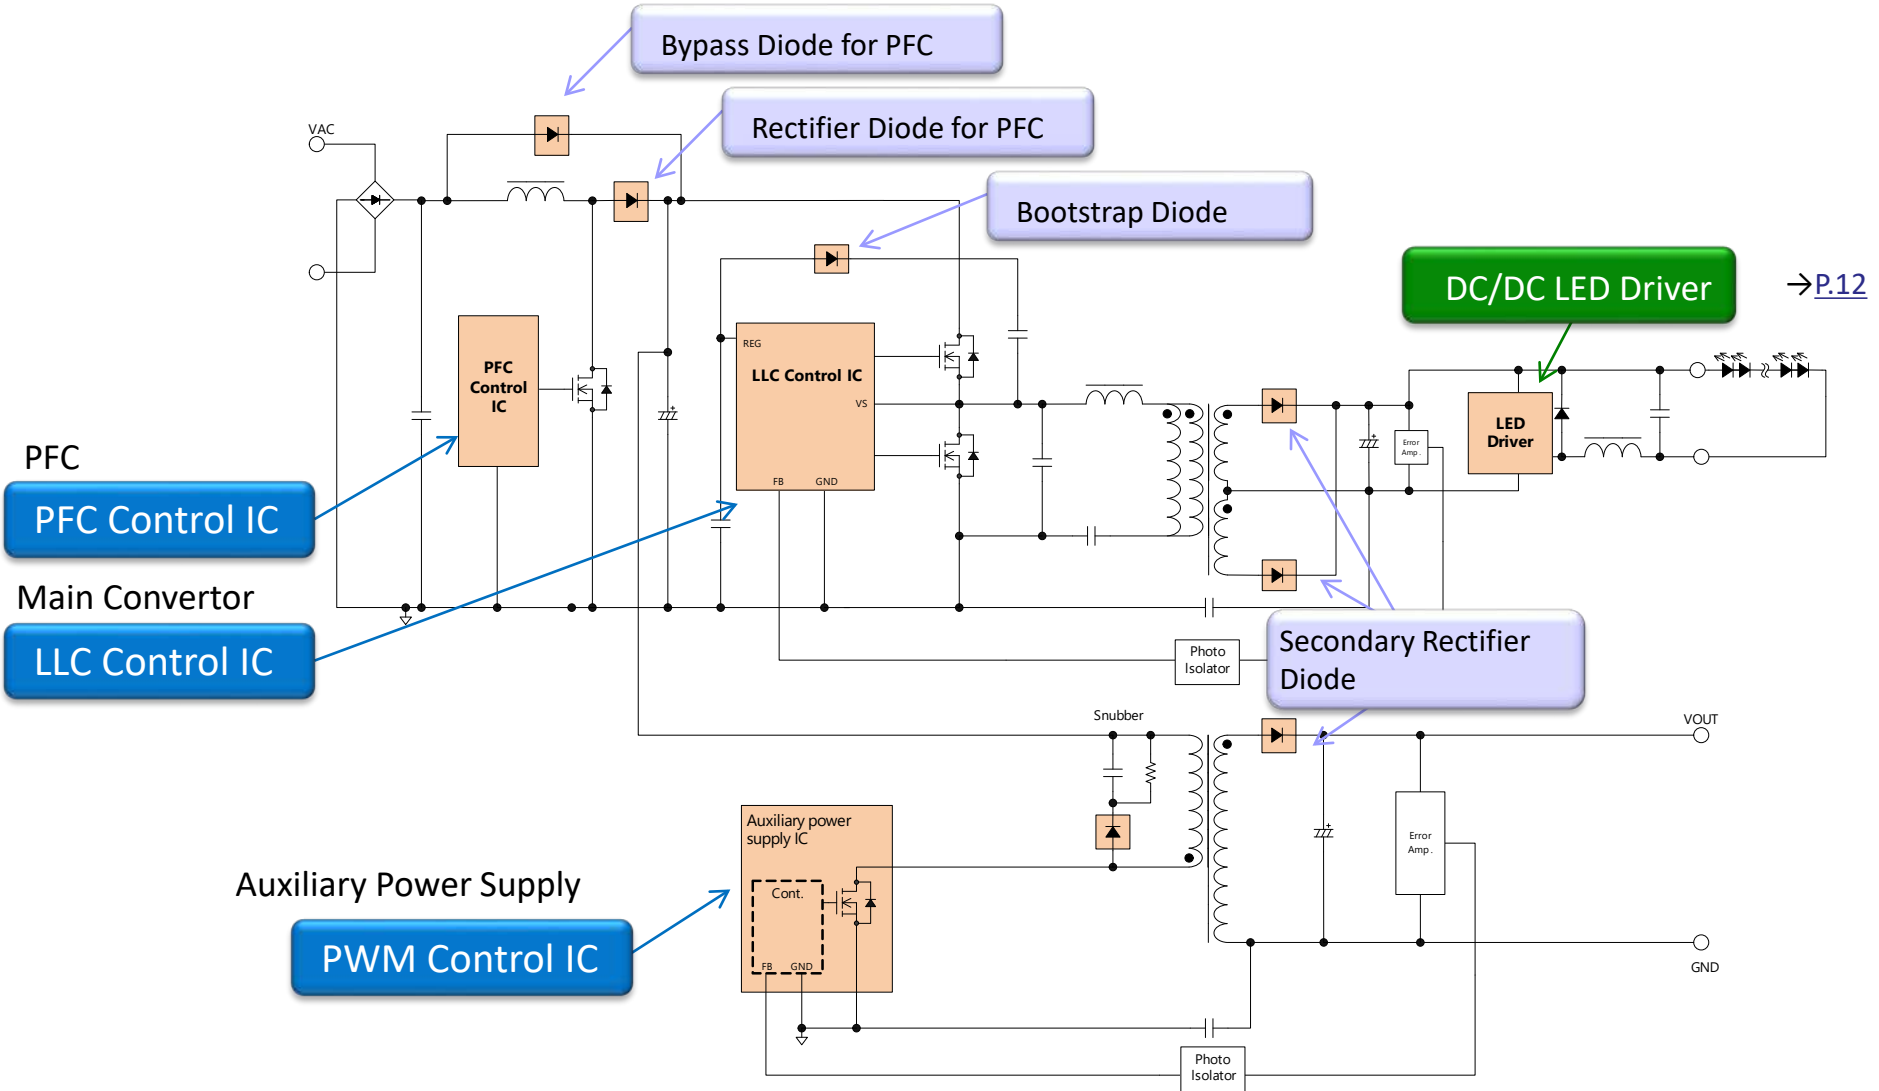 Bypass Diode for PFC
Rectifier Diode for PFC
VAC
Bootstrap Diode
DC/DC LED Driver
→P.12
REG
LLC Control IC
VS
FB
GND
PFC
Control
IC
LED
Driver
Error
Amp.
PFC
PFC Control IC
Main Convertor
LLC Control IC
Photo
Isolator
Secondary Rectifier
Diode
Snubber
VOUT
Auxiliary power
supply IC
Cont.
FB
GND
Error
Amp.
Auxiliary Power Supply
PWM Control IC
GND
Photo
Isolator